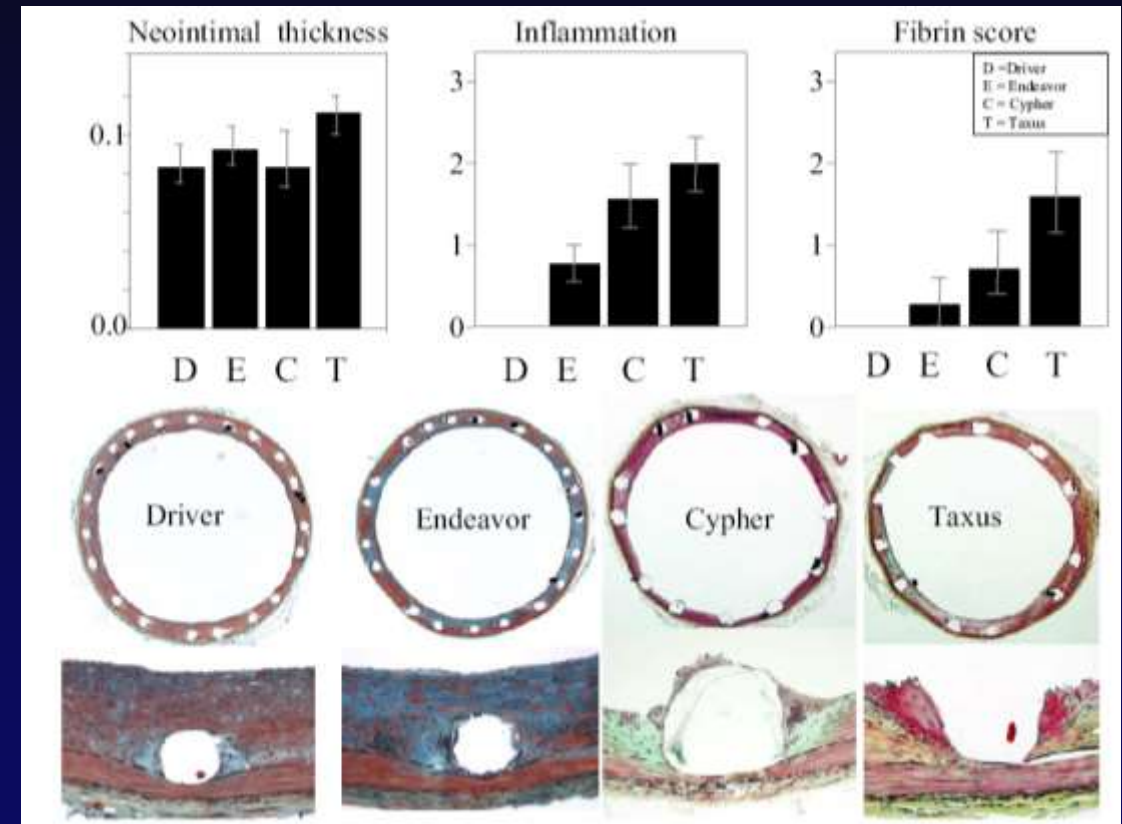 Neointimal thickness
Inflammation
Fibrin score
0.1
0.0
D E C T
3
2
1
0
D E C T
3
2
1
0
D E C T
D =Driver
E = Endeavor
C = Cypher
T = Taxus
Driver
Endeavor
Cypher
Taxus